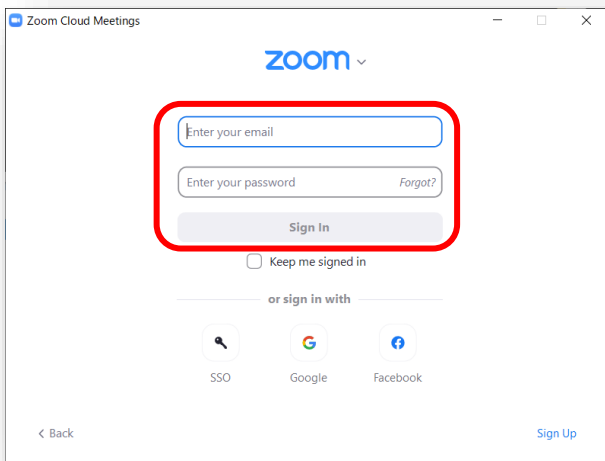 Zoom Cloud Meetings
zoom
Enter your email
Enter your password Forgot?
Sign In
Keep me signed in
or sign in with
SSO Google Facebook
Back Sign Up